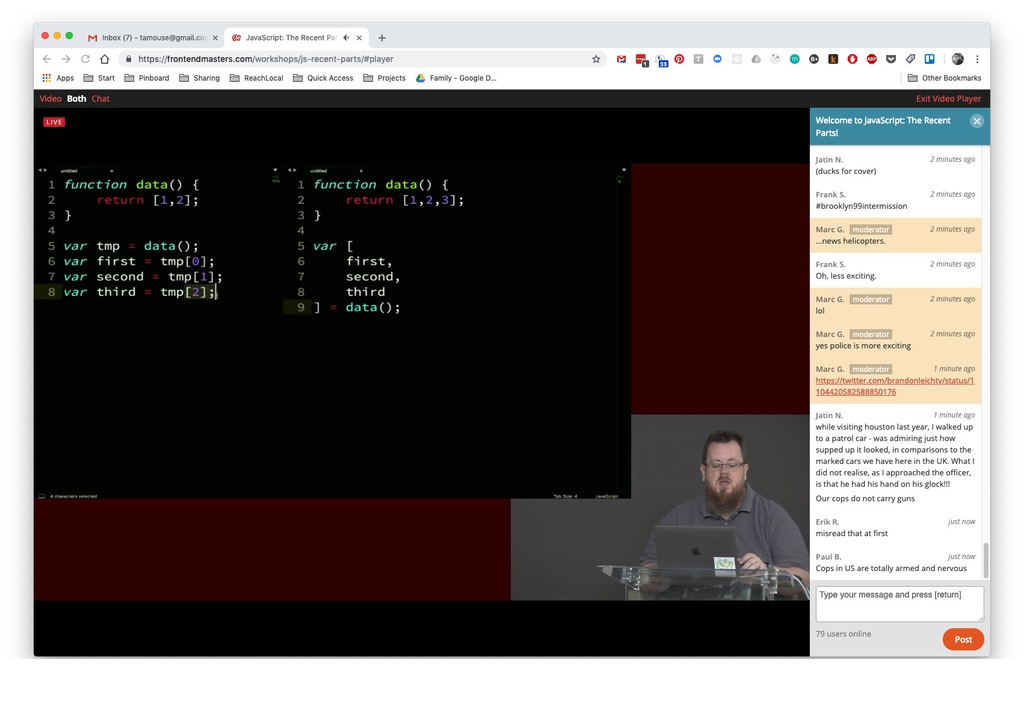 Inbox (7) - tamouse@gmail.co
JavaScript: The Recent Pa
https://frontendmasters.com/workshops/js-recent-parts/#player
1
33
Apps
Start
Pinboard
Sharing
ReachLocal
Quick Access
Projects
Family - Google D...
Other Bookmarks
Video Both Chat
Exit Video Player
LIVE
untitled
1 function data() {
2 return [1,2];
3 }
4
5 var tmp = data();
6 var first = tmp[0];
7 var second = tmp[1];
8 var third = tmp[2];
4 characters selected
untitled
1 function data() {
2 return [1,2,3];
3 }
4
5 var [
6 first,
7 second,
8 third
9 ] = data();
Tab Size: 4
JavaScript
Welcome to JavaScript: The Recent
Parts!
Jatin N. 2 minutes ago
(ducks for cover)
Frank S. 2 minutes ago
#brooklyn99intermission
Marc G. moderator 2 minutes ago
...news helicopters.
Frank S. 2 minutes ago
Oh, less exciting.
Marc G. moderator 2 minutes ago
lol
Marc G. moderator 2 minutes ago
yes police is more exciting
Marc G. moderator 1 minute ago
https://twitter.com/brandonleichty/status/1
104420582588850176
Jatin N. 1 minute ago
while visiting houston last year, I walked up
to a patrol car - was admiring just how
supped up it looked, in comparisons to the
marked cars we have here in the UK. What I
did not realise, as I approached the officer,
is that he had his hand on his glock!!!
Our cops do not carry guns
Erik R. just now
misread that at first
Paul B. just now
Cops in US are totally armed and nervous
Type your message and press [return]
79 users online
Post